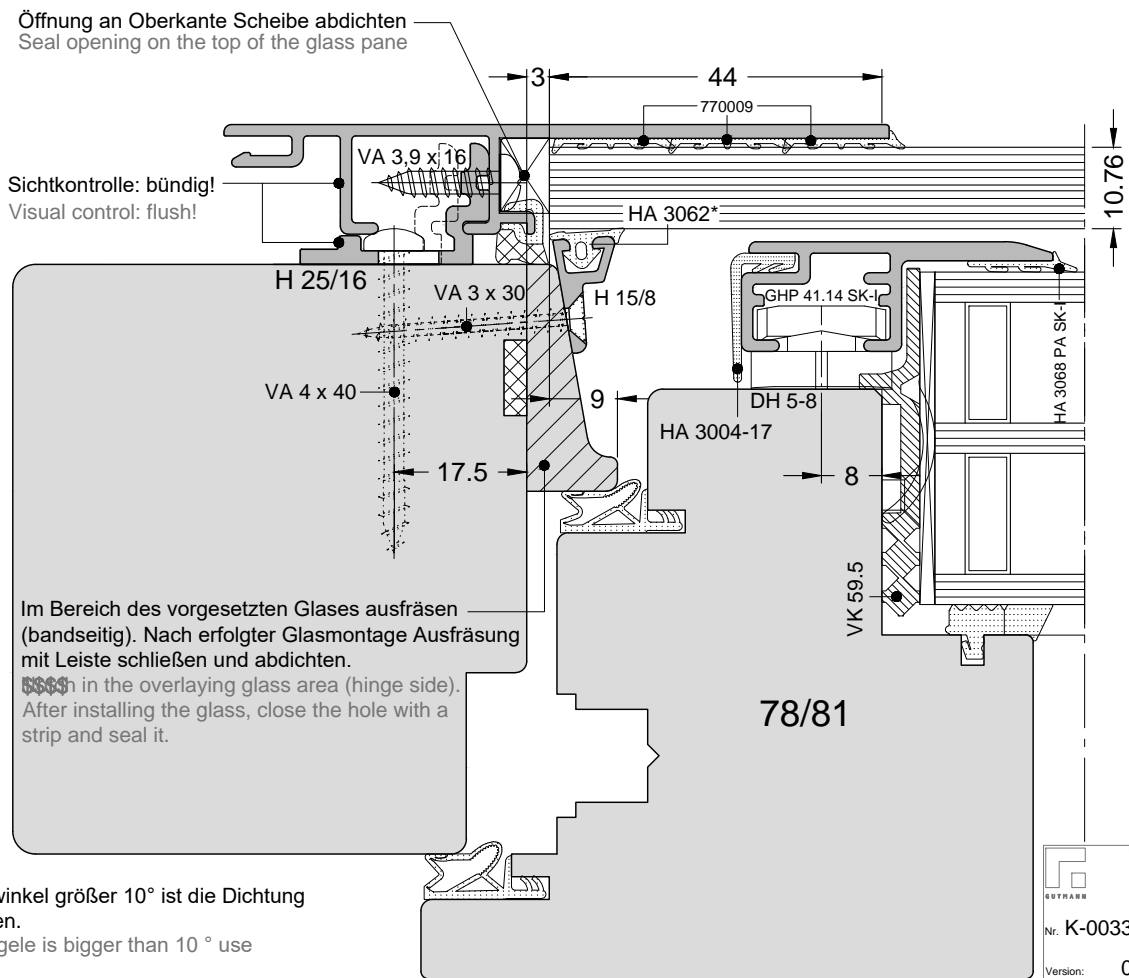 Öffnung an Oberkante Scheibe abdichten
Seal opening on the top of the glass pane
3
44
770009
VA 3,9 x 16
Sichtkontrolle: bündig!
Visual control: flush!
10.76
HA 3062*
H 25/16
VA 3 x 30
H 15/8
GHP 41.14 SK-I
HA 3068 PA SK-I
VA 4 x 40
9
DH 5-8
HA 3004-17
17.5
8
VK 59.5
Im Bereich des vorgesetzten Glases ausfräsen
(bandseitig). Nach erfolgter Glasmontage Ausfräsung
mit Leiste schließen und abdichten.
in the overlaying glass area (hinge side).
After installing the glass, close the hole with a
strip and seal it.
78/81
winkel größer 10° ist die Dichtung
en.
gele is bigger than 10 ° use
GUTMANN
Nr. K-0033
Version: 0